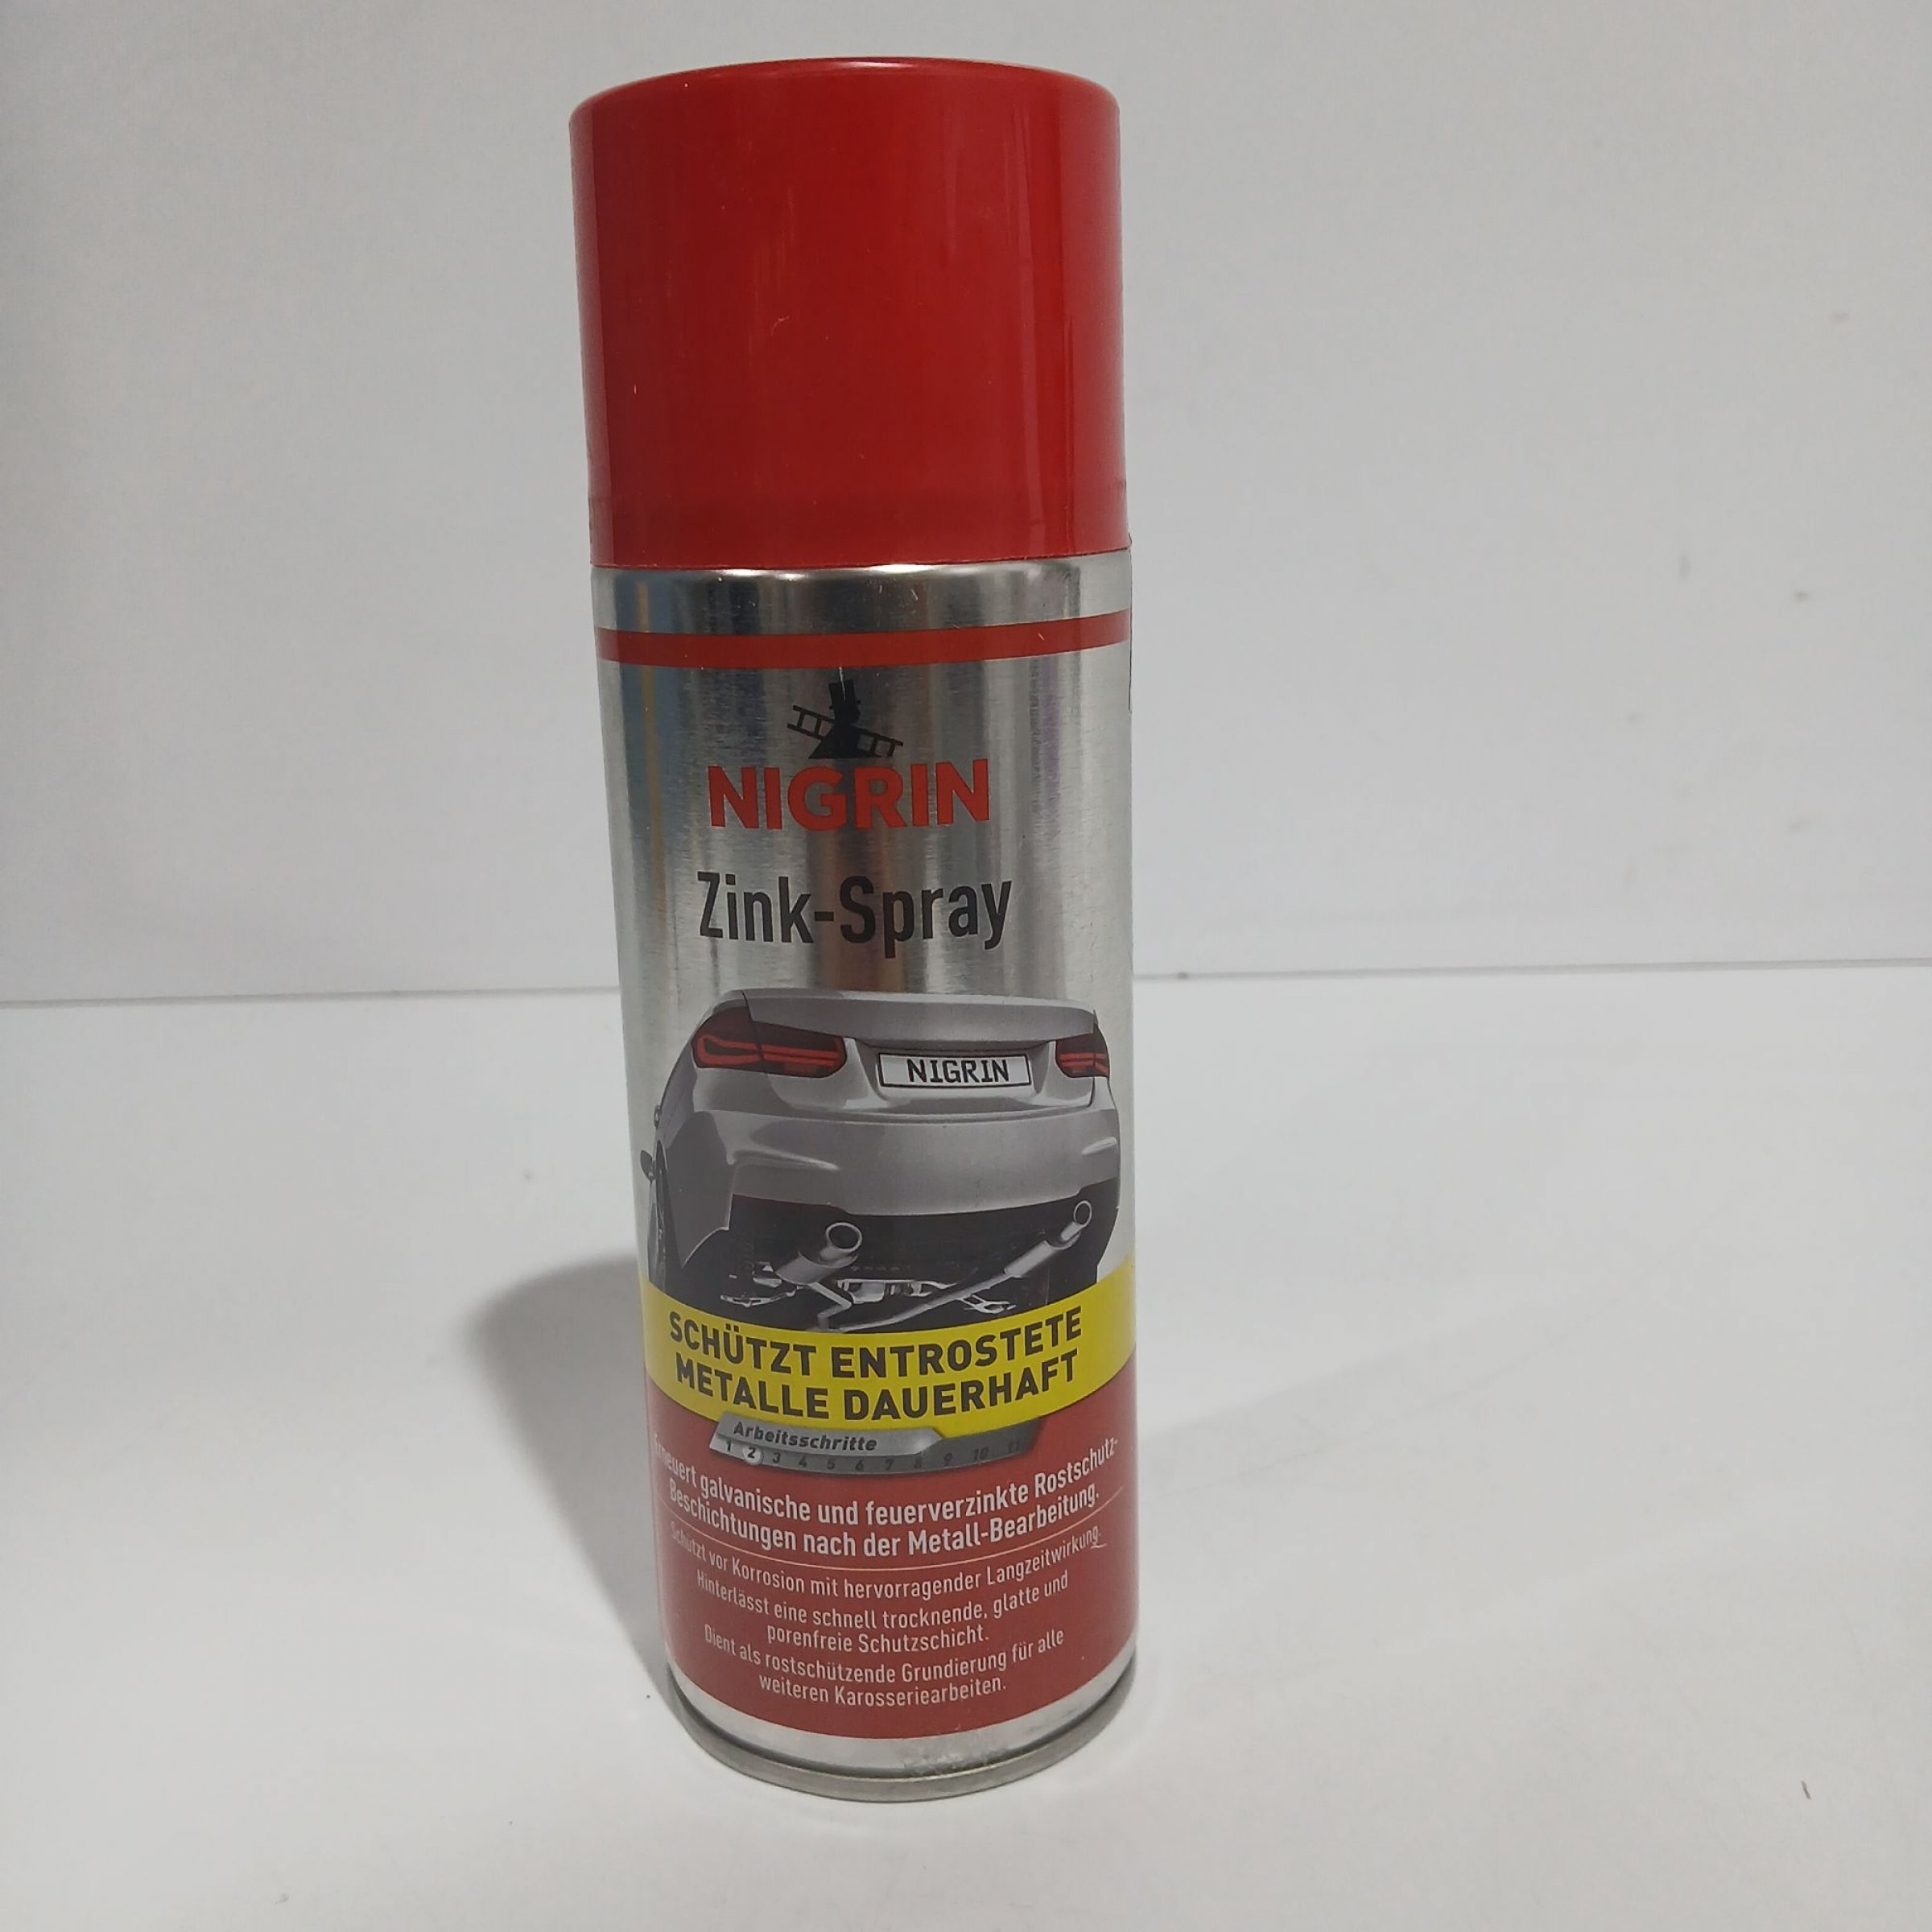 NIGRIN
Zink-Spray
NIGRIN
SCHÜTZT ENTROSTETE
METALLE DAUERHAFT
Arbeitsschritte
1 2 3 4 5 6 7 8 9 10 11
Erneuert galvanische und feuerverzinkte Rostschutz-
Beschichtungen nach der Metall-Bearbeitung.
Schützt vor Korrosion mit hervorragender Langzeitwirkung.
Hinterlässt eine schnell trocknende, glatte und
porenfreie Schutzschicht.
Dient als rostschützende Grundierung für alle
weiteren Karosseriearbeiten.